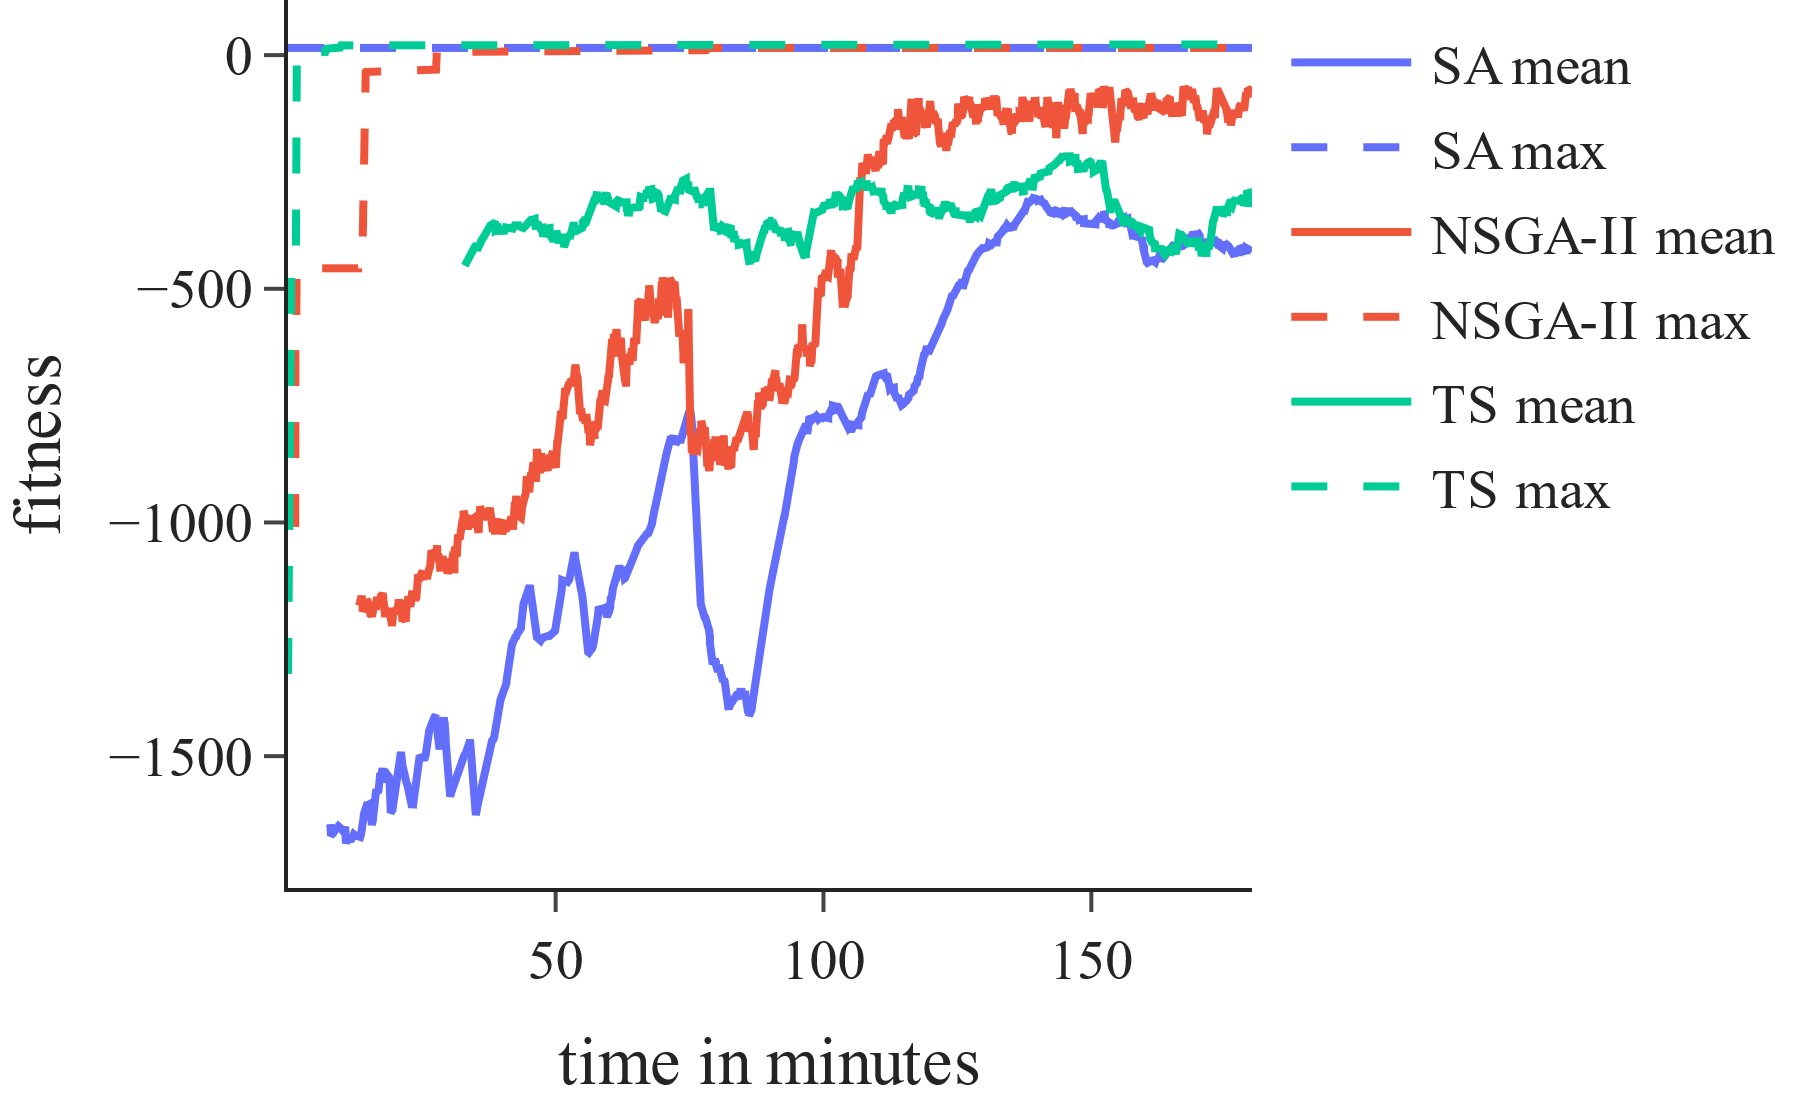 0
−500
−1000
−1500
fitness
50
100
150
time in minutes
SA mean
SA max
NSGA-II mean
NSGA-II max
TS mean
TS max